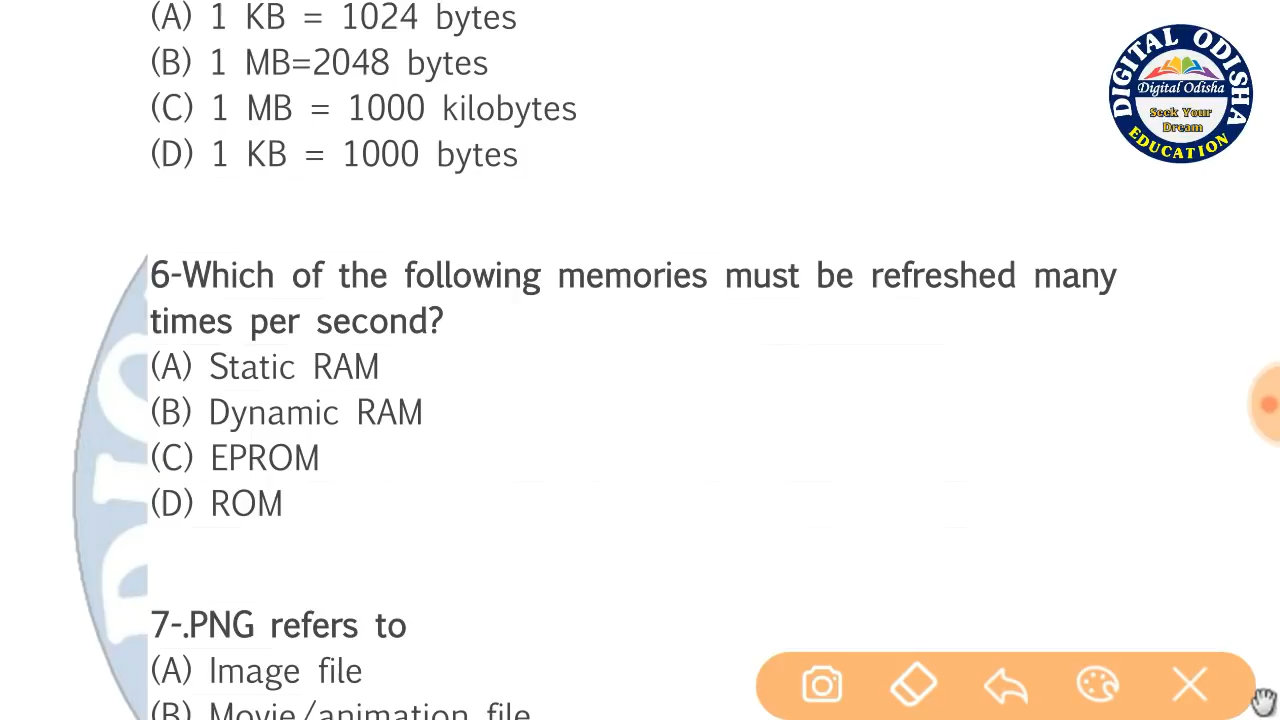 (A) 1 KB = 1024 bytes
(B) 1 MB=2048 bytes
(C) 1 MB = 1000 kilobytes
(D) 1 KB = 1000 bytes
DIGITAL ODISHA
Digital Odisha
Seek Your
Dream
EDUCATION
6-Which of the following memories must be refreshed many
times per second?
(A) Static RAM
(B) Dynamic RAM
(C) EPROM
(D) ROM
7-.PNG refers to
(A) Image file
(B) Movie/animation file